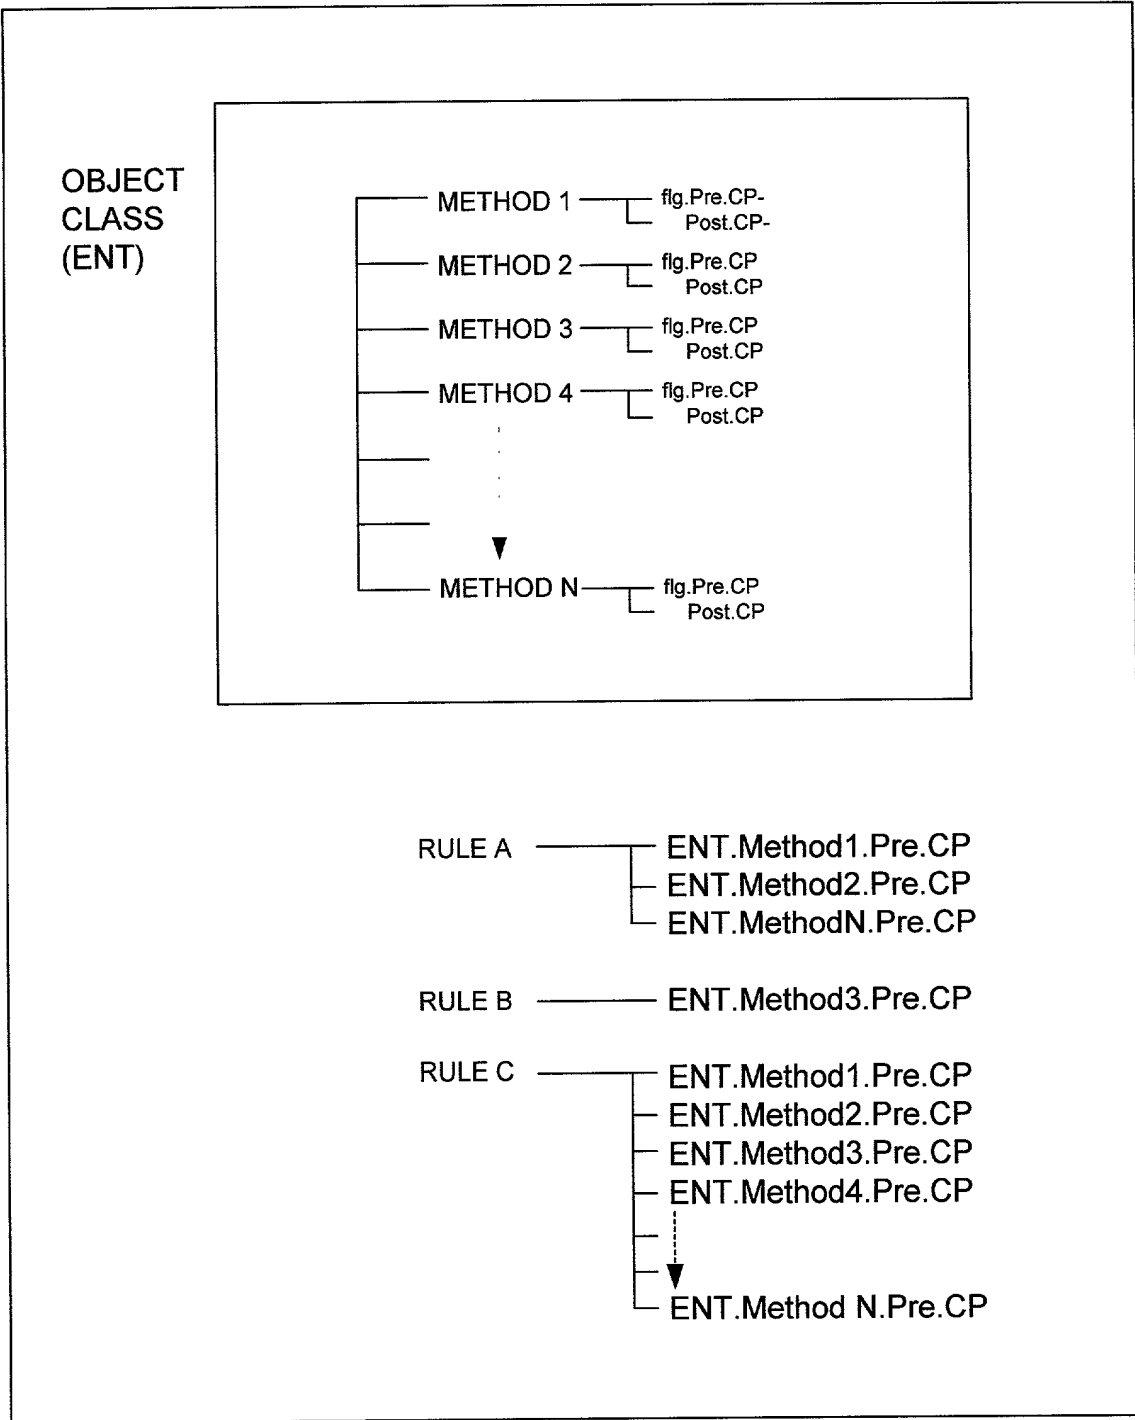 OBJECT
CLASS
(ENT)
METHOD 1
flg.Pre.CP-
Post.CP-
METHOD 2
flg.Pre.CP
Post.CP
METHOD 3
flg.Pre.CP
Post.CP
METHOD 4
flg.Pre.CP
Post.CP
METHOD N
flg.Pre.CP
Post.CP
RULE A
ENT.Method1.Pre.CP
ENT.Method2.Pre.CP
ENT.MethodN.Pre.CP
RULE B
ENT.Method3.Pre.CP
RULE C
ENT.Method1.Pre.CP
ENT.Method2.Pre.CP
ENT.Method3.Pre.CP
ENT.Method4.Pre.CP
ENT.Method N.Pre.CP